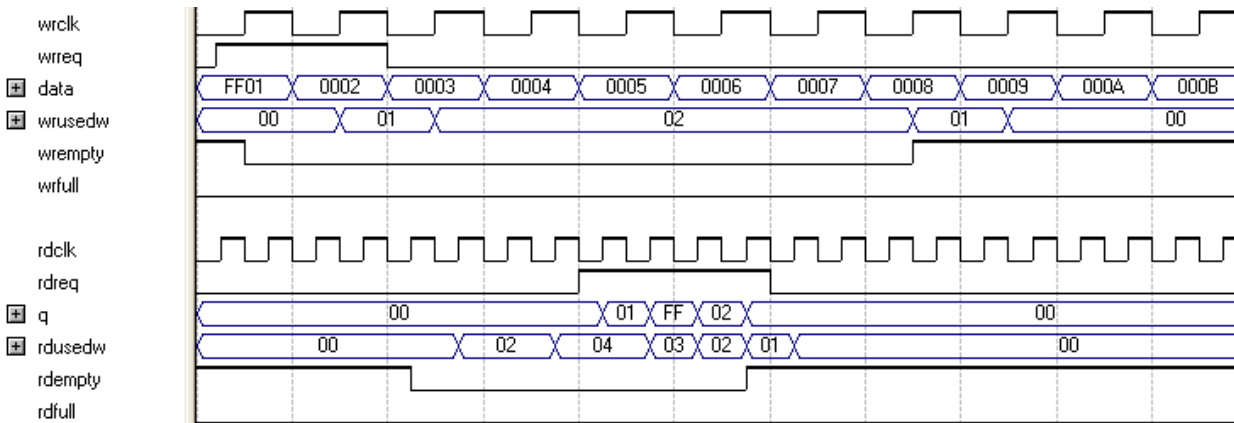 wrclk
wrreq
data FF01 0002 0003 0004 0005 0006 0007 0008 0009 000A 000B
wrusedw 00 01 02 01 00
wrempty
wrfull
rdclk
rdreq
q 00 01 FF 02 00
rdusedw 00 02 04 03 02 01 00
rdempty
rdfull